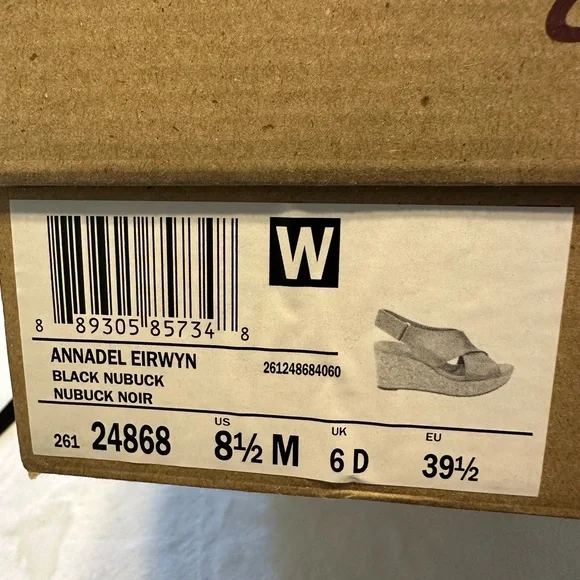 W
8 89305 85734 8
ANNADEL EIRWYN
261248684060
BLACK NUBUCK
NUBUCK NOIR
261 24868
US
8½ M
UK
6 D
EU
39½